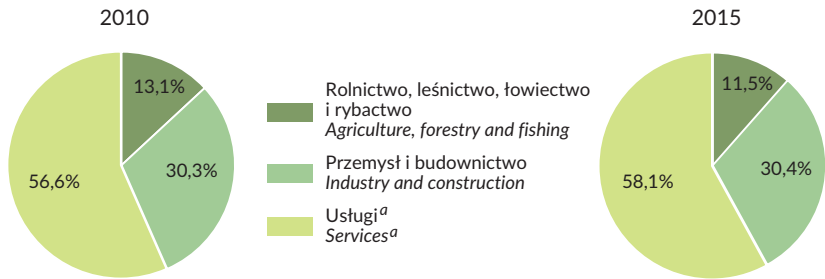 2010
13,1%
30,3%
56,6%
Rolnictwo, leśnictwo, łowiectwo
i rybactwo
Agriculture, forestry and fishing
Przemysł i budownictwo
Industry and construction
Usługi a
Services a
2015
11,5%
30,4%
58,1%